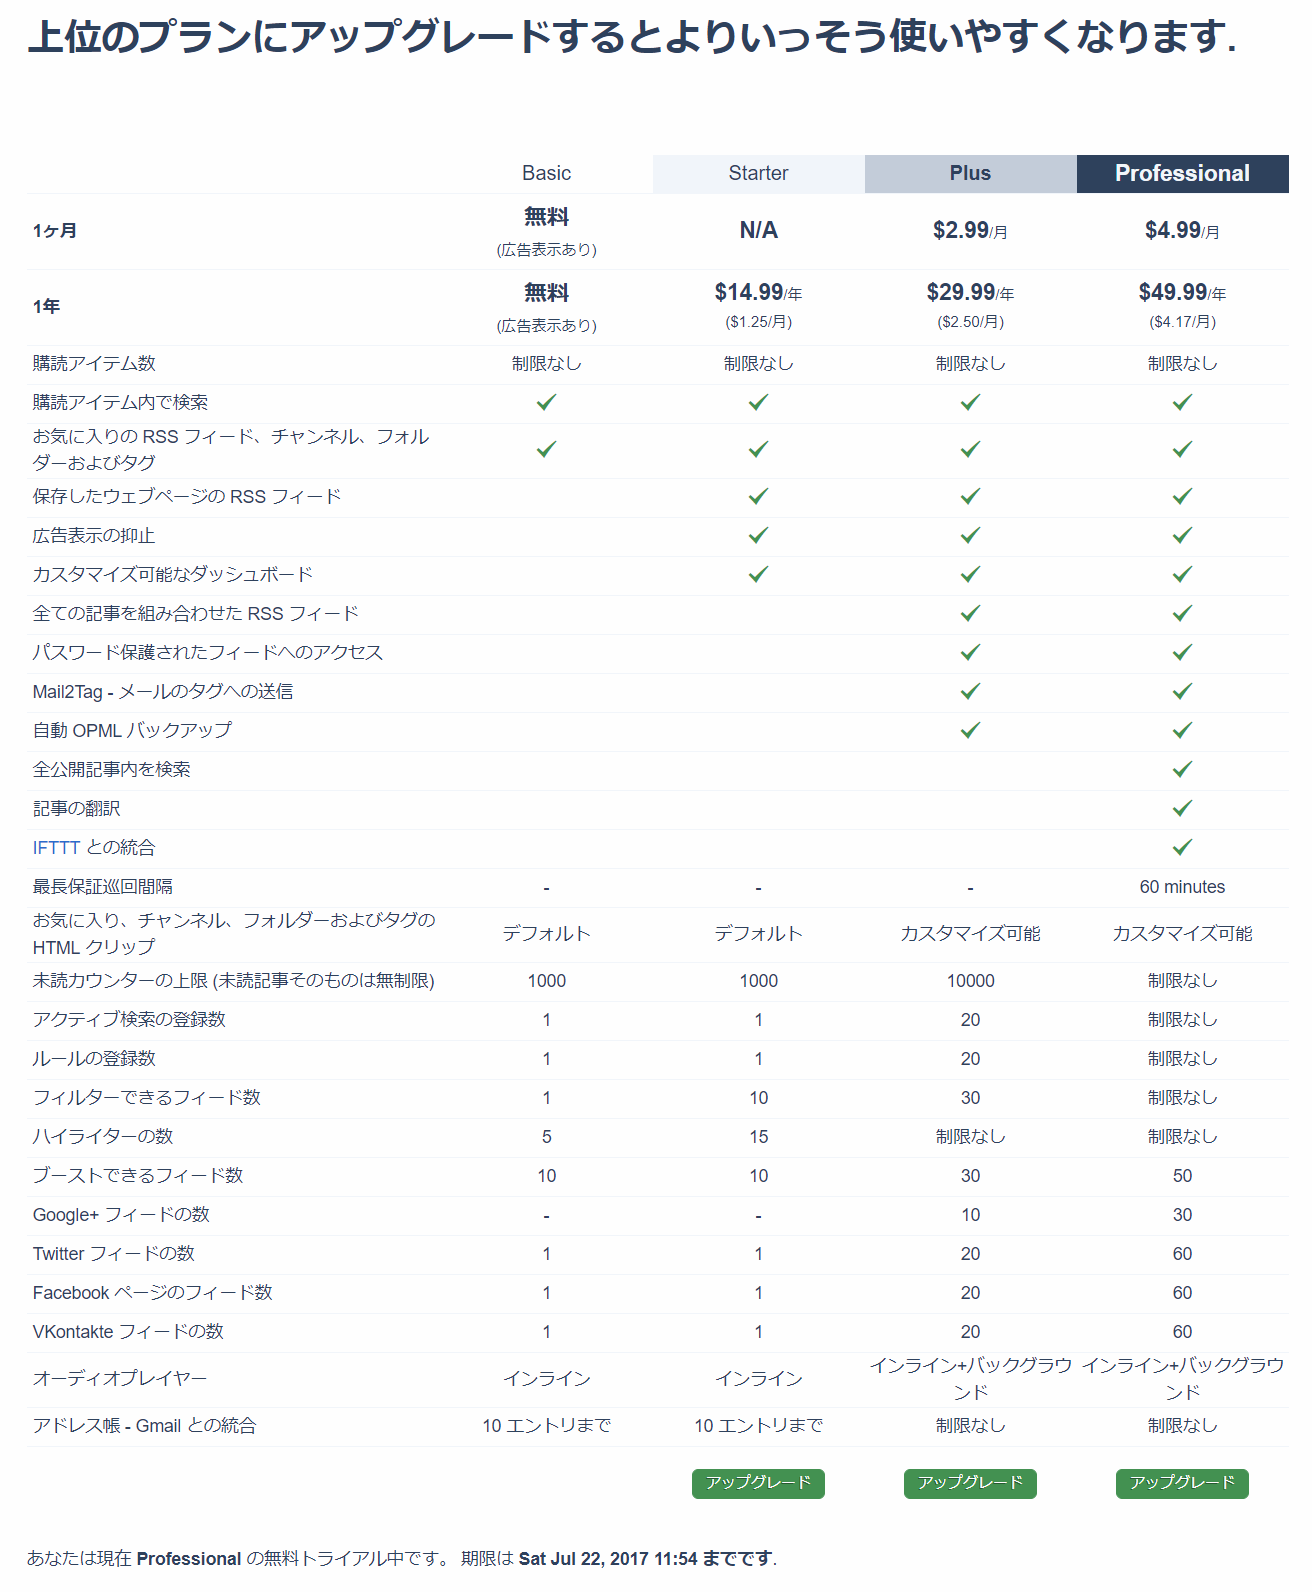 上位のプランにアップグレードするとよりいっそう使いやすくなります.
Basic Starter Plus Professional
1ヶ月 無料 (広告表示あり) N/A $2.99/月 $4.99/月
1年 無料 (広告表示あり) $14.99/年 ($1.25/月) $29.99/年 ($2.50/月) $49.99/年 ($4.17/月)
購読アイテム数 制限なし 制限なし 制限なし 制限なし
購読アイテム内で検索
お気に入りの RSS フィード、チャンネル、フォル
ダーおよびタグ
保存したウェブページの RSS フィード
広告表示の抑止
カスタマイズ可能なダッシュボード
全ての記事を組み合わせた RSS フィード
パスワード保護されたフィードへのアクセス
Mail2Tag - メールのタグへの送信
自動 OPML バックアップ
全公開記事内を検索
記事の翻訳
IFTTT との統合
最長保証巡回間隔 - - - 60 minutes
お気に入り、チャンネル、フォルダーおよびタグの
HTML クリップ デフォルト デフォルト カスタマイズ可能 カスタマイズ可能
未読カウンターの上限 (未読記事そのものは無制限) 1000 1000 10000 制限なし
アクティブ検索の登録数 1 1 20 制限なし
ルールの登録数 1 1 20 制限なし
フィルターできるフィード数 1 10 30 制限なし
ハイライターの数 5 15 制限なし 制限なし
ブーストできるフィード数 10 10 30 50
Google+ フィードの数 - - 10 30
Twitter フィードの数 1 1 20 60
Facebook ページのフィード数 1 1 20 60
VKontakte フィードの数 1 1 20 60
オーディオプレイヤー インライン インライン インライン+バックグラウンド インライン+バックグラウンド
アドレス帳 - Gmail との統合 10 エントリまで 10 エントリまで 制限なし 制限なし
アップグレード アップグレード アップグレード
あなたは現在 Professional の無料トライアル中です。 期限は Sat Jul 22, 2017 11:54 までです.